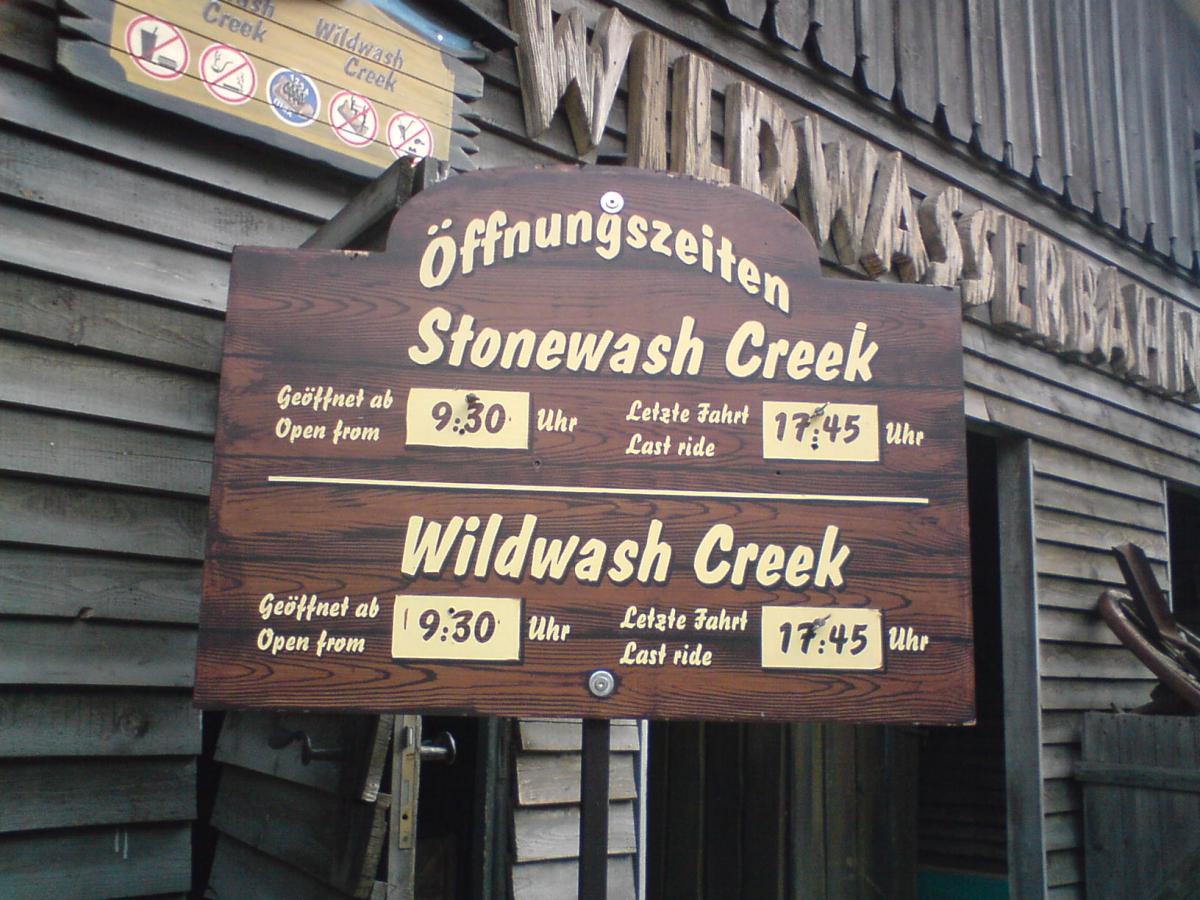 Creek
Wildwash
Creek
WILDWASSERBAHN
Öffnungszeiten
Stonewash Creek
Geöffnet ab 9:30 Uhr Letzte Fahrt 17:45 Uhr
Open from Last ride
Wildwash Creek
Geöffnet ab 9:30 Uhr Letzte Fahrt 17:45 Uhr
Open from Last ride